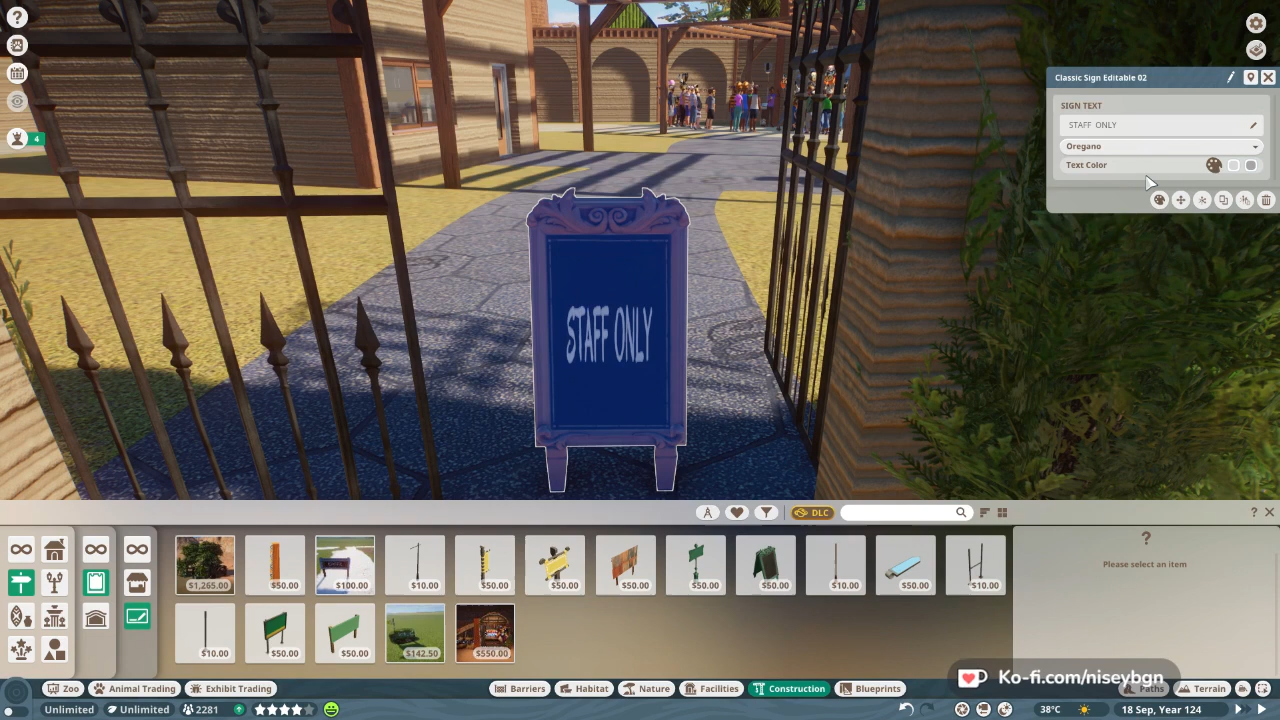 4
Classic Sign Editable 02
SIGN TEXT
STAFF ONLY
Oregano
Text Color
STAFF ONLY
DLC
$1,265.00
$50.00
$100.00
$10.00
$50.00
$50.00
$50.00
$50.00
$50.00
$10.00
$50.00
$10.00
$10.00
$50.00
$50.00
$142.50
$550.00
?
Please select an item
Ko-fi.com/niseybgn
Zoo
Animal Trading
Exhibit Trading
Barriers
Habitat
Nature
Facilities
Construction
Blueprints
Paths
Terrain
Unlimited
Unlimited
2281
38°C
18 Sep, Year 124